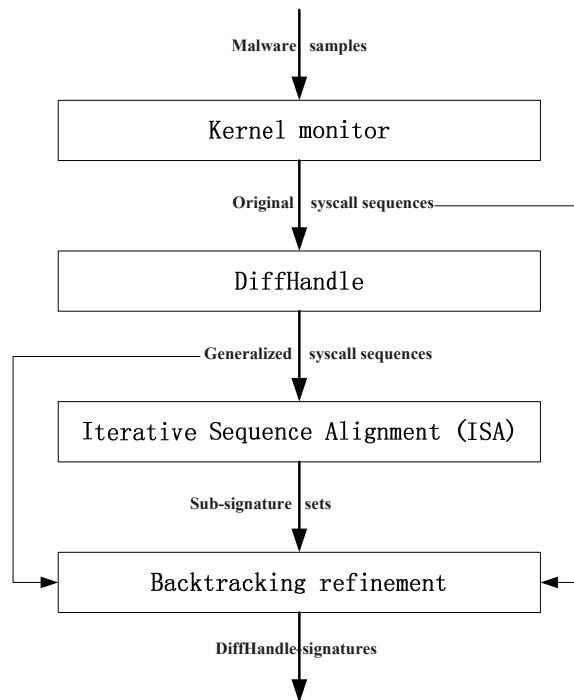 Malware samples
Kernel monitor
Original syscall sequences
DiffHandle
Generalized syscall sequences
Iterative Sequence Alignment (ISA)
Sub-signature sets
Backtracking refinement
DiffHandle-signatures